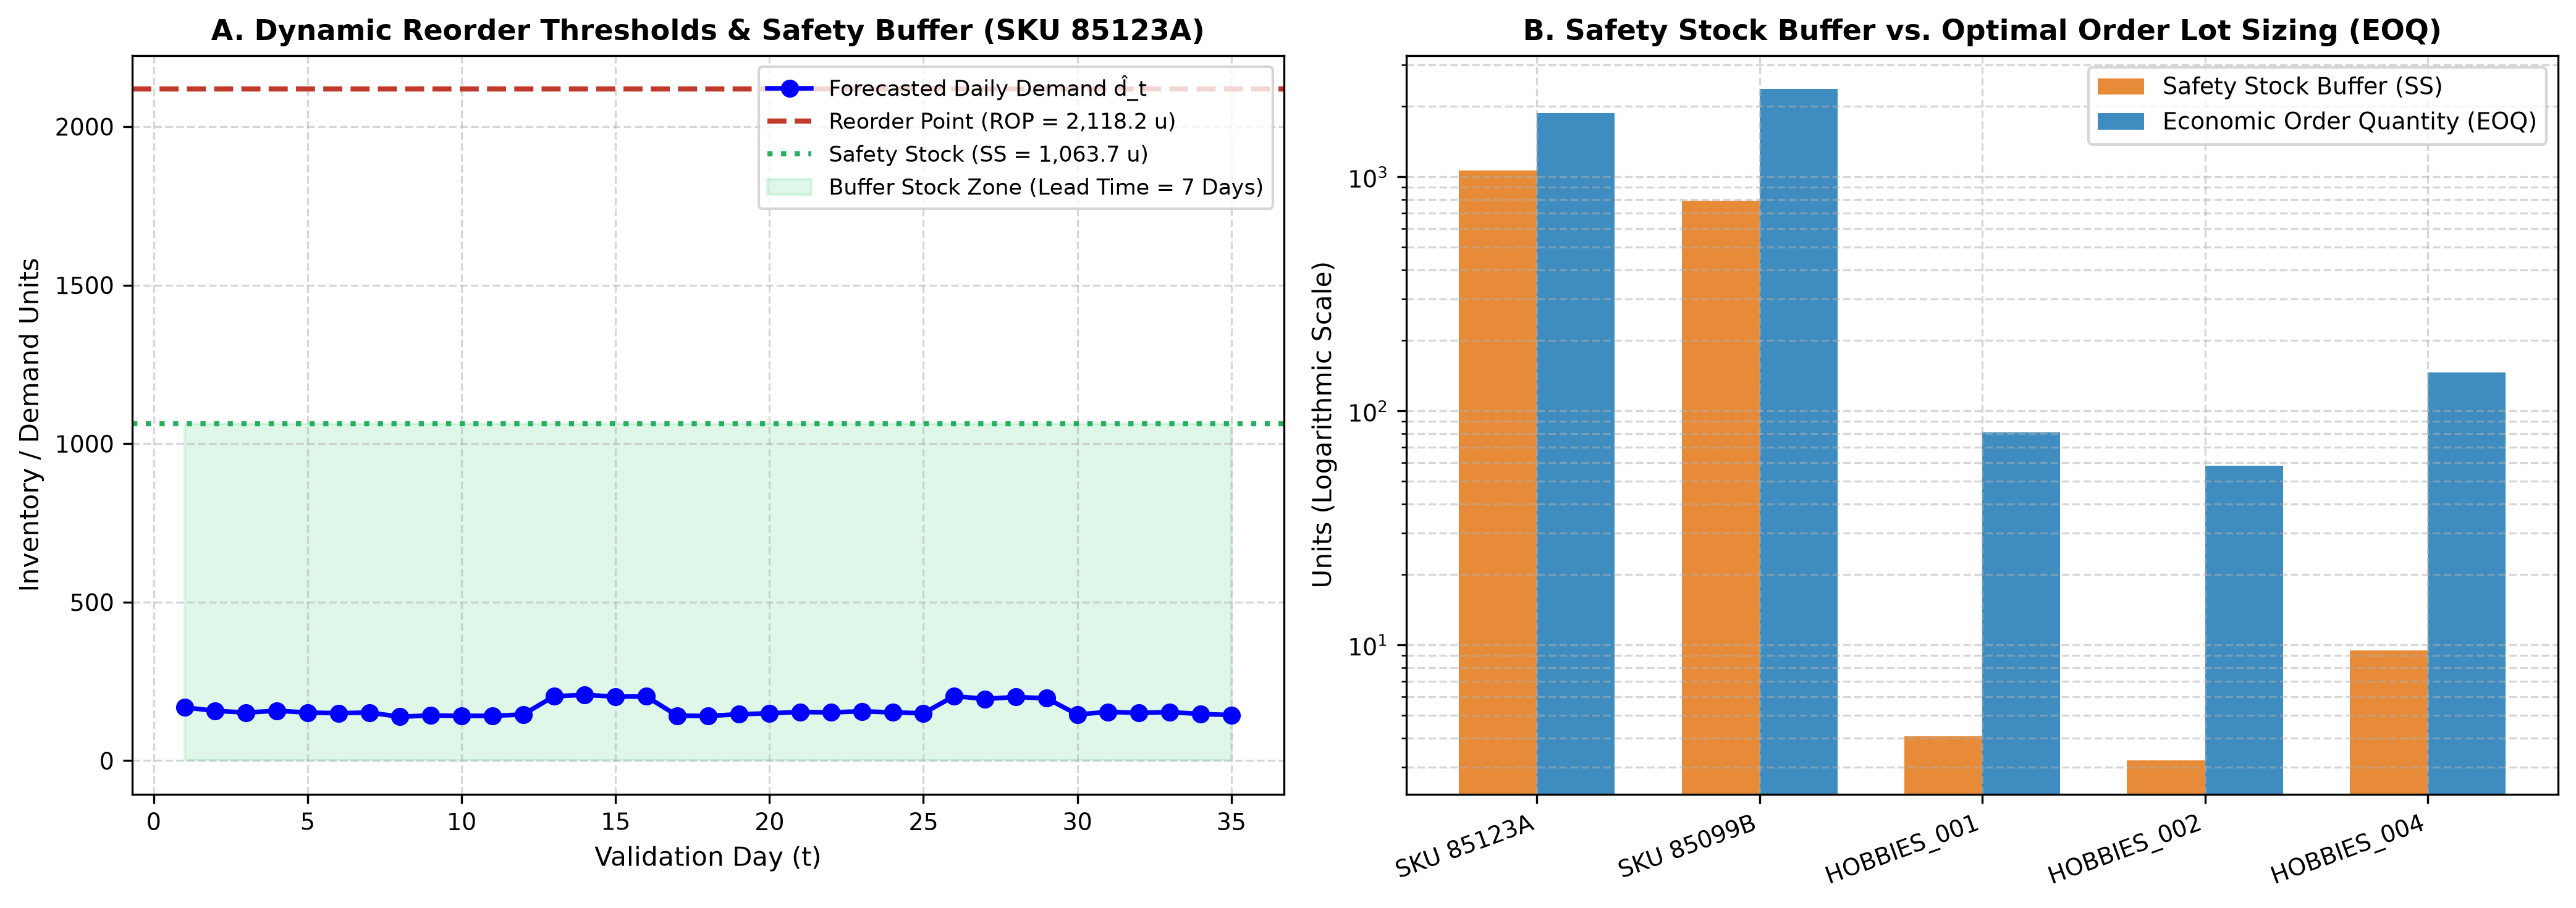 A. Dynamic Reorder Thresholds & Safety Buffer (SKU 85123A)
Forecasted Daily Demand d̂_t
Reorder Point (ROP = 2,118.2 u)
Safety Stock (SS = 1,063.7 u)
Buffer Stock Zone (Lead Time = 7 Days)
Inventory / Demand Units
2000
1500
1000
500
0
0 5 10 15 20 25 30 35
Validation Day (t)
B. Safety Stock Buffer vs. Optimal Order Lot Sizing (EOQ)
Safety Stock Buffer (SS)
Economic Order Quantity (EOQ)
Units (Logarithmic Scale)
10³
10²
10¹
SKU 85123A
SKU 85099B
HOBBIES_001
HOBBIES_002
HOBBIES_004